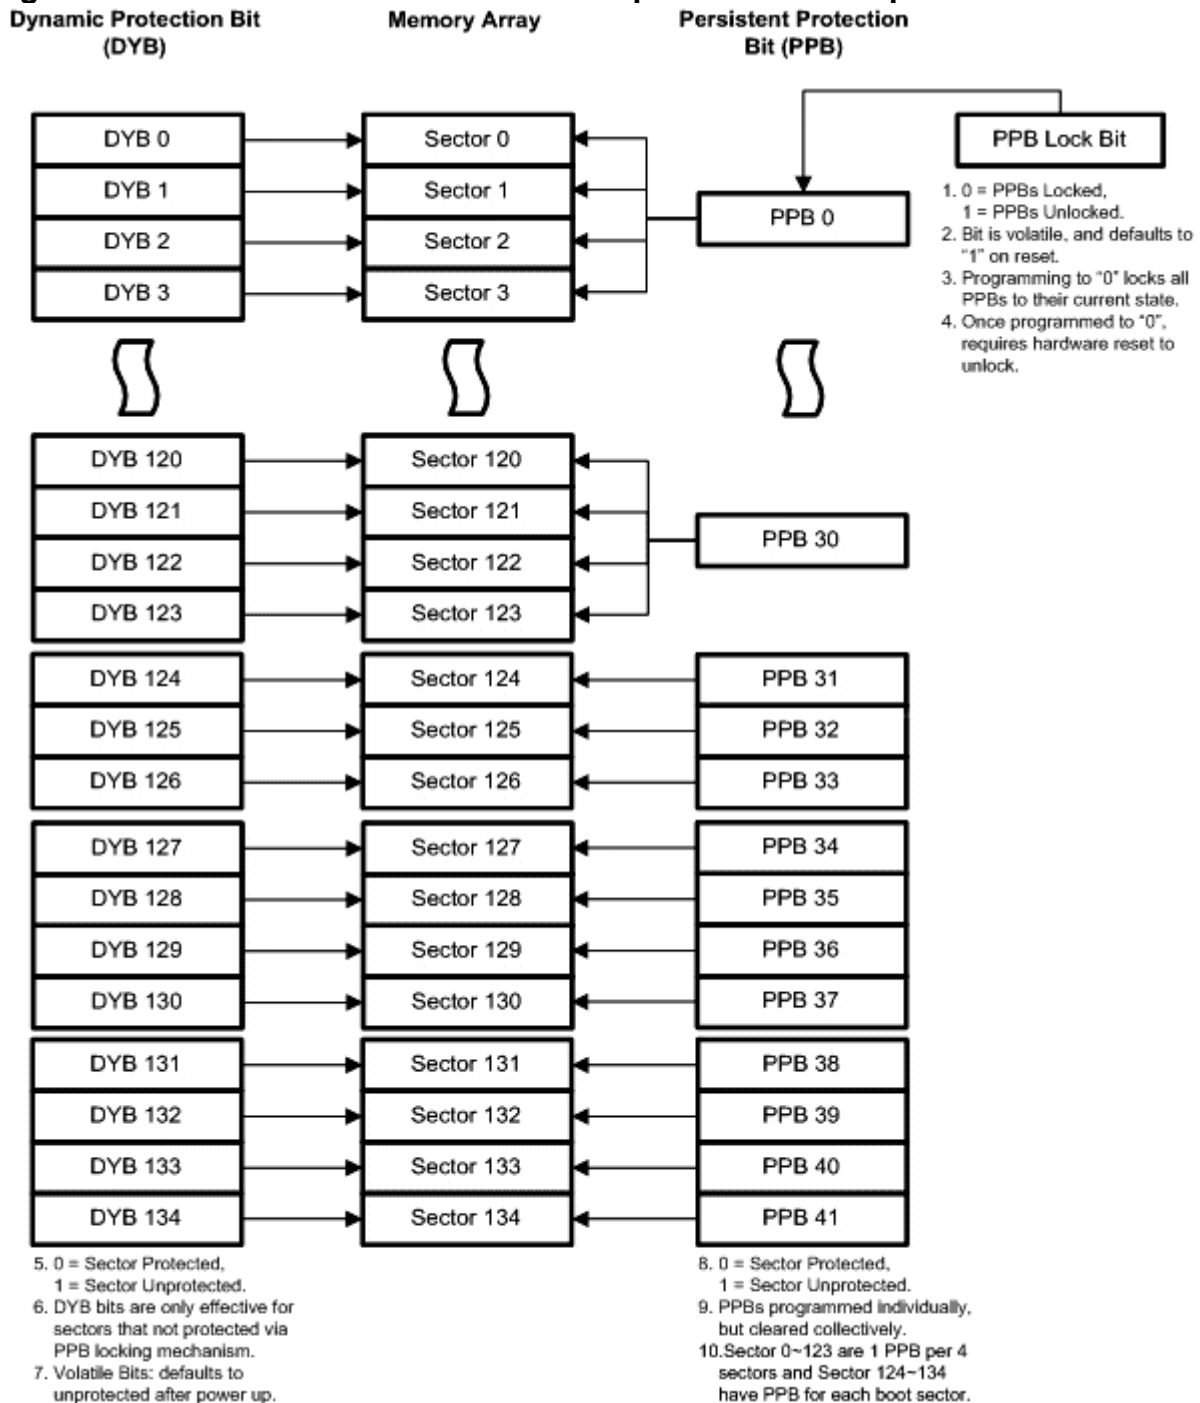 Dynamic Protection Bit
(DYB)
Memory Array
Persistent Protection
Bit (PPB)
DYB 0
Sector 0
PPB Lock Bit
DYB 1
Sector 1
PPB 0
DYB 2
Sector 2
DYB 3
Sector 3
1. 0 = PPBs Locked,
1 = PPBs Unlocked.
2. Bit is volatile, and defaults to
“1” on reset.
3. Programming to “0” locks all
PPBs to their current state.
4. Once programmed to “0”,
requires hardware reset to
unlock.
DYB 120
Sector 120
DYB 121
Sector 121
PPB 30
DYB 122
Sector 122
DYB 123
Sector 123
DYB 124
Sector 124
PPB 31
DYB 125
Sector 125
PPB 32
DYB 126
Sector 126
PPB 33
DYB 127
Sector 127
PPB 34
DYB 128
Sector 128
PPB 35
DYB 129
Sector 129
PPB 36
DYB 130
Sector 130
PPB 37
DYB 131
Sector 131
PPB 38
DYB 132
Sector 132
PPB 39
DYB 133
Sector 133
PPB 40
DYB 134
Sector 134
PPB 41
5. 0 = Sector Protected,
1 = Sector Unprotected.
6. DYB bits are only effective for
sectors that not protected via
PPB locking mechanism.
7. Volatile Bits: defaults to
unprotected after power up.
8. 0 = Sector Protected,
1 = Sector Unprotected.
9. PPBs programmed individually,
but cleared collectively.
10.Sector 0~123 are 1 PPB per 4
sectors and Sector 124~134
have PPB for each boot sector.